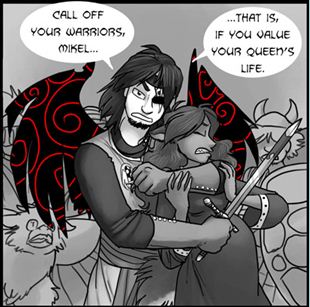 CALL OFF
YOUR WARRIORS,
MIKEL...
...THAT IS,
IF YOU VALUE
YOUR QUEEN'S
LIFE.